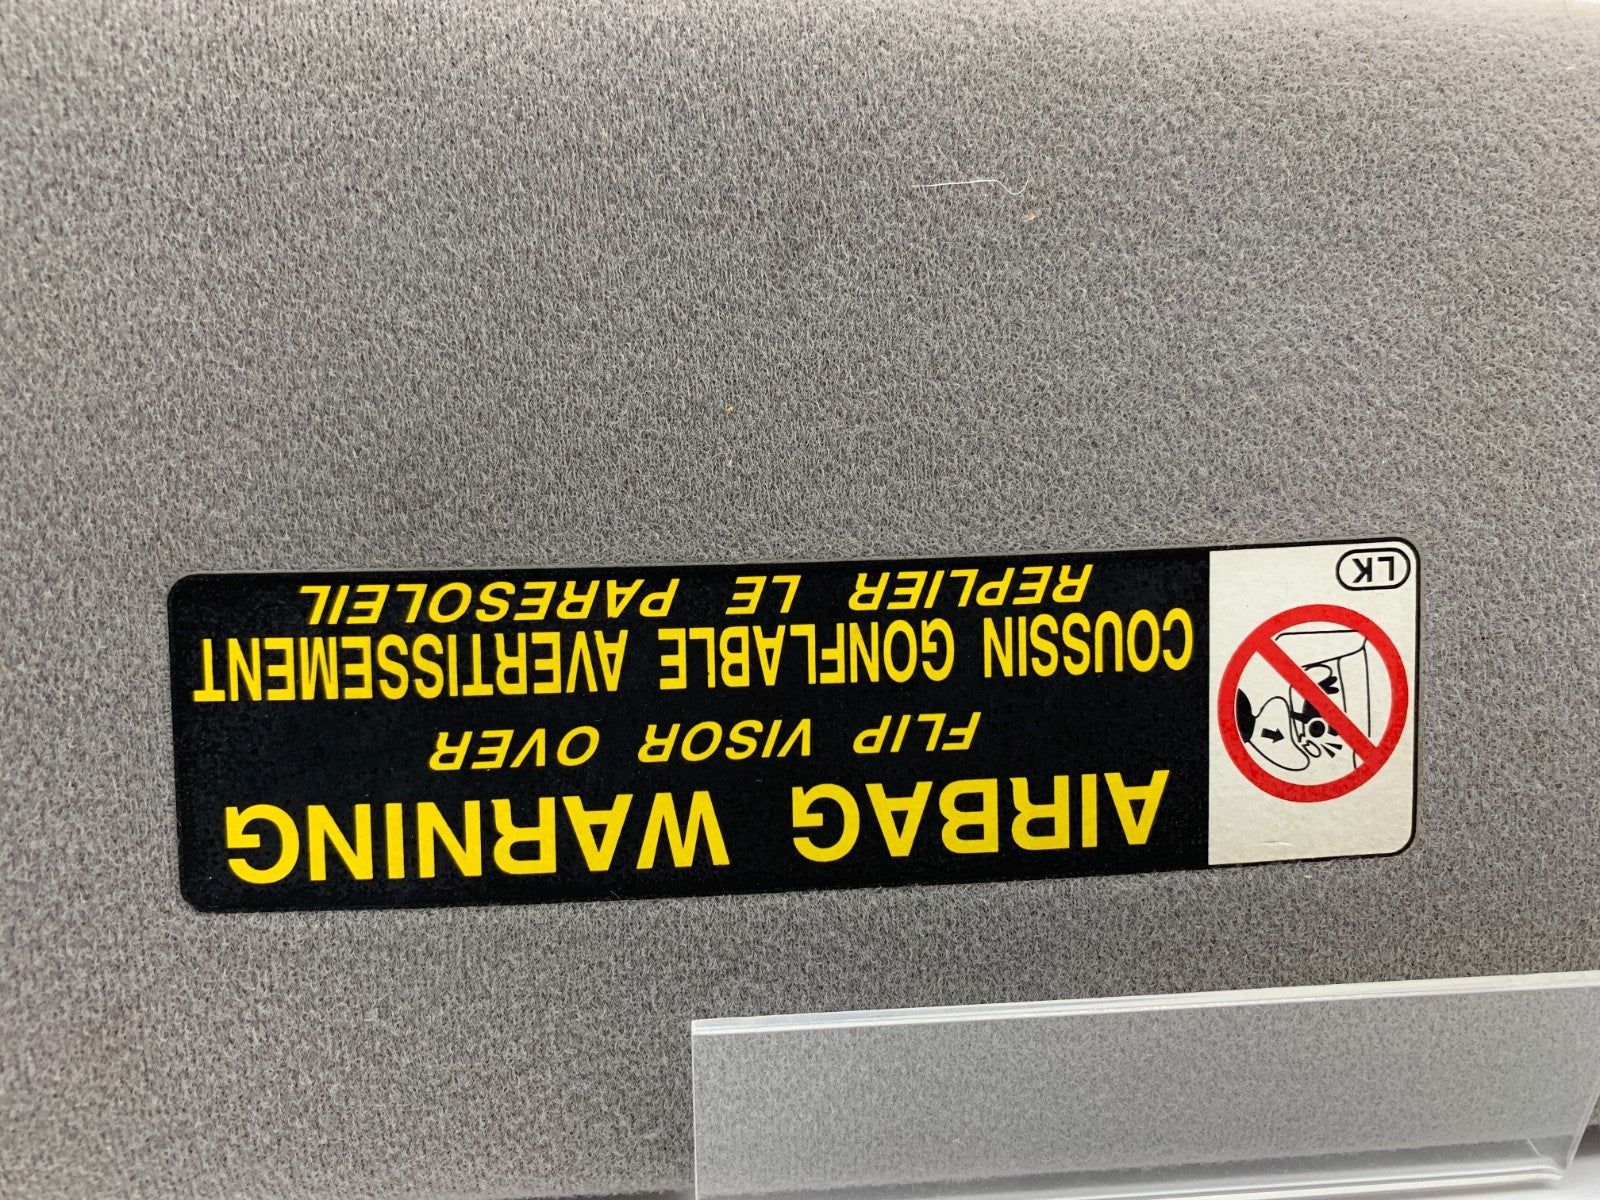 AIRBAG WARNING
FLIP VISOR OVER
COUSSIN GONFLABLE AVERTISSEMENT
REPLIER LE PARESOLEIL
LK